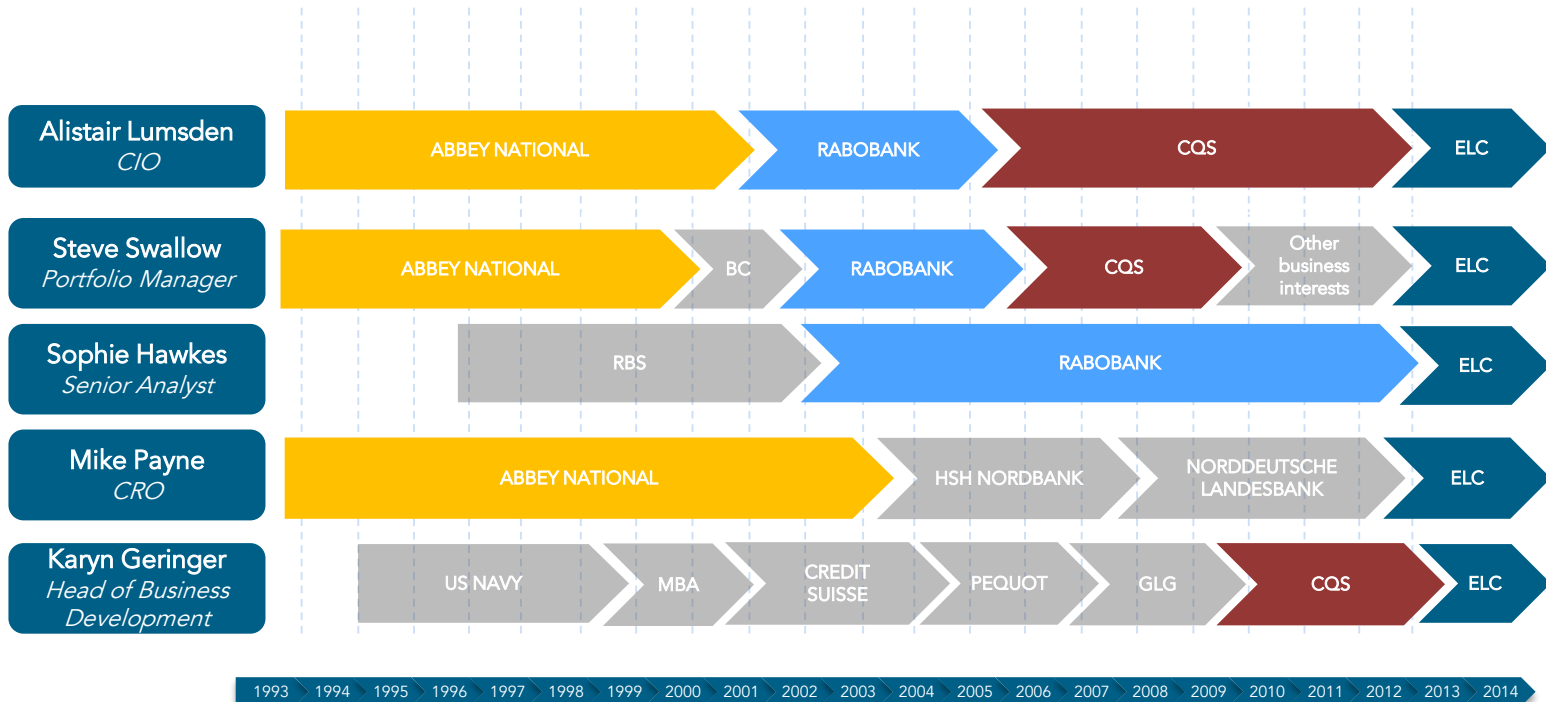 Alistair Lumsden
CIO
ABBEY NATIONAL
RABOBANK
CQS
ELC
Steve Swallow
Portfolio Manager
ABBEY NATIONAL
BC
RABOBANK
CQS
Other
business
interests
ELC
Sophie Hawkes
Senior Analyst
RBS
RABOBANK
ELC
Mike Payne
CRO
ABBEY NATIONAL
HSH NORDBANK
NORDDEUTSCHE
LANDESBANK
ELC
Karyn Geringer
Head of Business
Development
US NAVY
MBA
CREDIT
SUISSE
PEQUOT
GLG
CQS
ELC
1993 1994 1995 1996 1997 1998 1999 2000 2001 2002 2003 2004 2005 2006 2007 2008 2009 2010 2011 2012 2013 2014